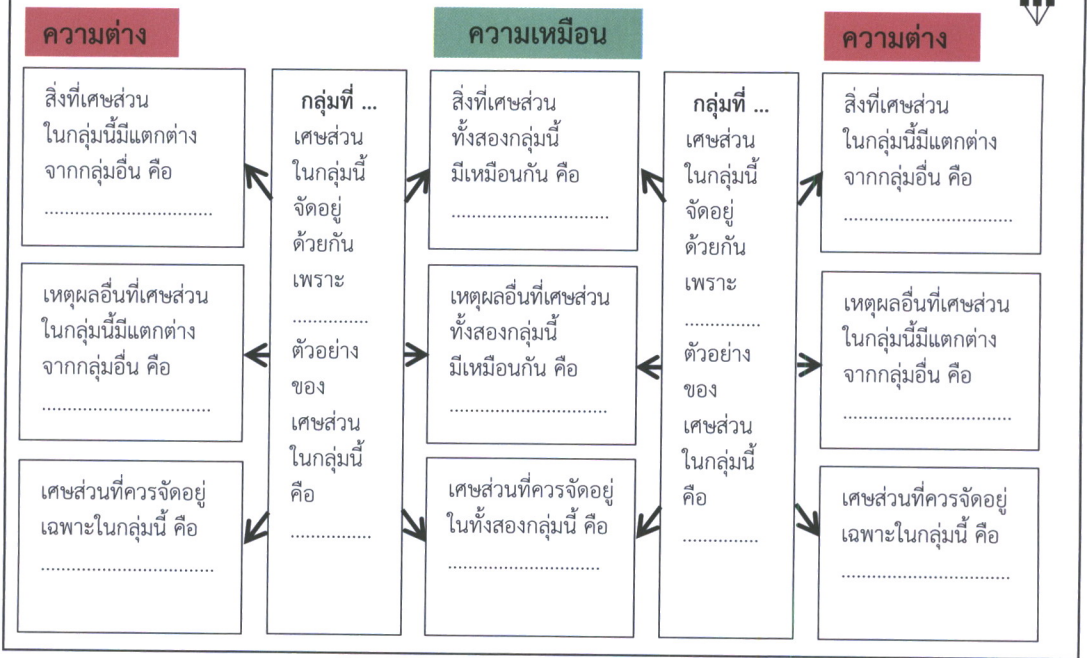 ความต่าง
ความเหมือน
ความต่าง
สิ่งที่เศษส่วน
ในกลุ่มนี้มีแตกต่าง
จากกลุ่มอื่น คือ
................................
เหตุผลอื่นที่เศษส่วน
ในกลุ่มนี้มีแตกต่าง
จากกลุ่มอื่น คือ
................................
เศษส่วนที่ควรจัดอยู่
เฉพาะในกลุ่มนี้ คือ
................................
กลุ่มที่ ...
เศษส่วน
ในกลุ่มนี้
จัดอยู่
ด้วยกัน
เพราะ
..............
ตัวอย่าง
ของ
เศษส่วน
ในกลุ่มนี้
คือ
...............
สิ่งที่เศษส่วน
ทั้งสองกลุ่มนี้
มีเหมือนกัน คือ
..............................
เหตุผลอื่นที่เศษส่วน
ทั้งสองกลุ่มนี้
มีเหมือนกัน คือ
..............................
เศษส่วนที่ควรจัดอยู่
ในทั้งสองกลุ่มนี้ คือ
.............................
กลุ่มที่ ...
เศษส่วน
ในกลุ่มนี้
จัดอยู่
ด้วยกัน
เพราะ
..............
ตัวอย่าง
ของ
เศษส่วน
ในกลุ่มนี้
คือ
..............
สิ่งที่เศษส่วน
ในกลุ่มนี้มีแตกต่าง
จากกลุ่มอื่น คือ
................................
เหตุผลอื่นที่เศษส่วน
ในกลุ่มนี้มีแตกต่าง
จากกลุ่มอื่น คือ
................................
เศษส่วนที่ควรจัดอยู่
เฉพาะในกลุ่มนี้ คือ
................................